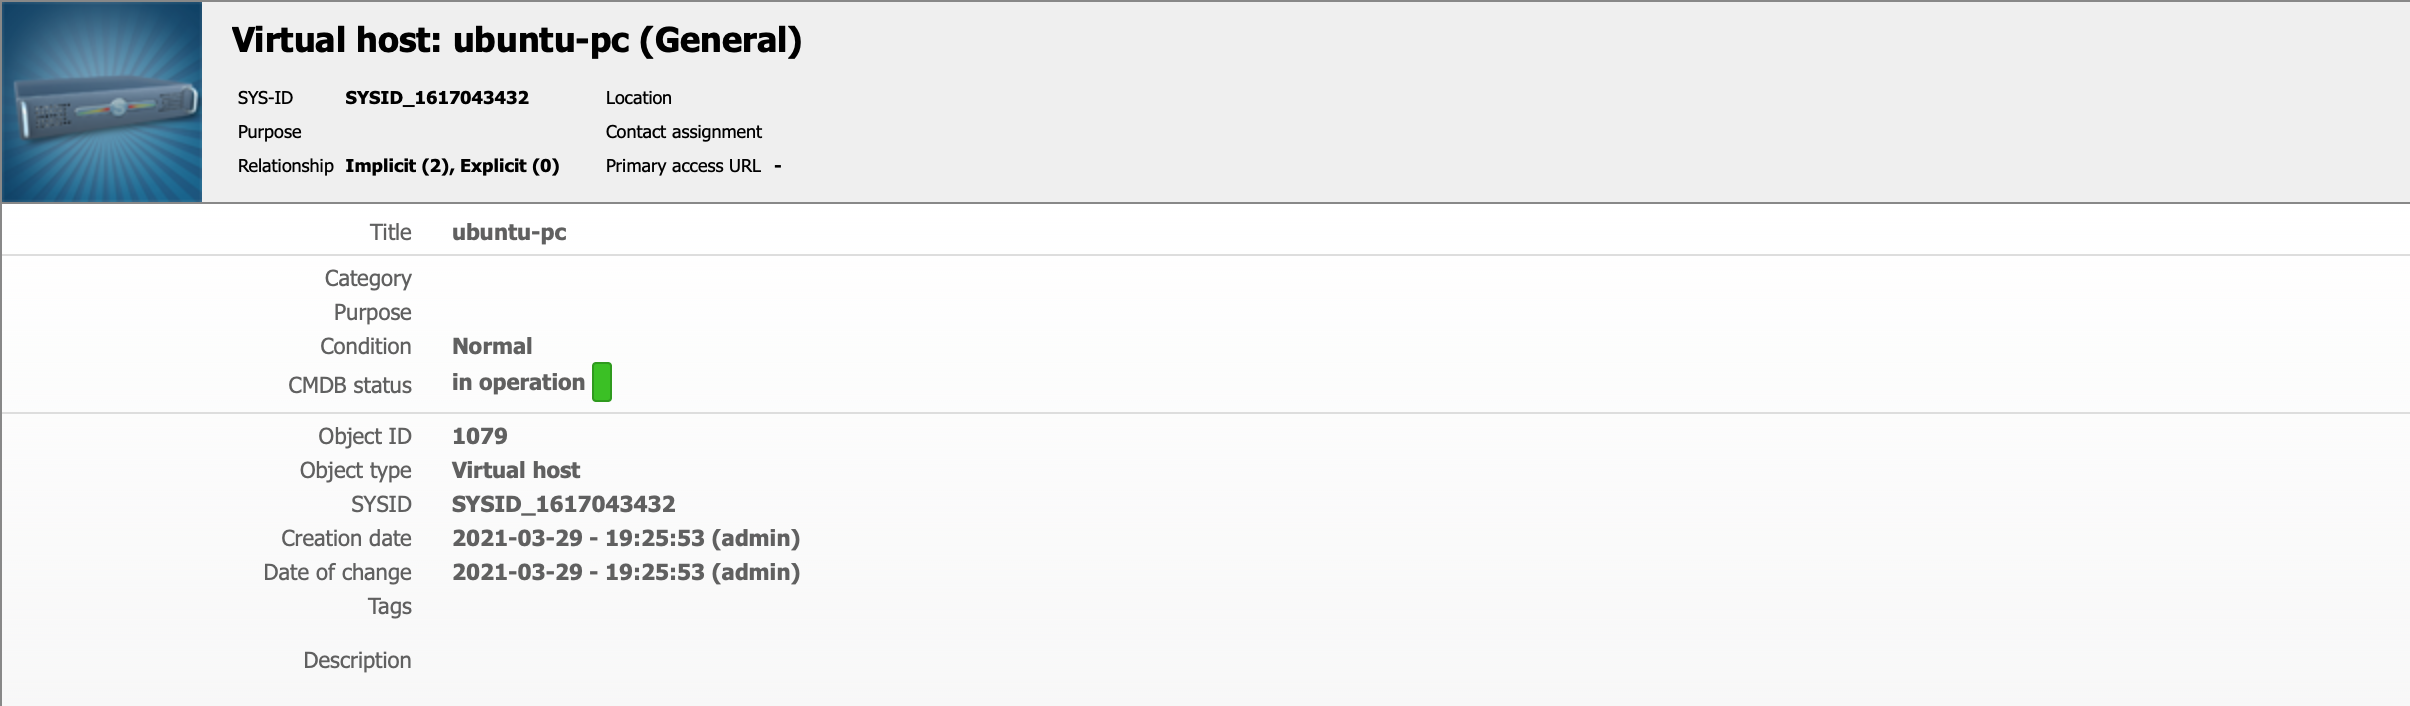 Virtual host: ubuntu-pc (General)
SYS-ID SYSID_1617043432 Location
Purpose Contact assignment
Relationship Implicit (2), Explicit (0) Primary access URL -
Title ubuntu-pc
Category
Purpose
Condition Normal
CMDB status in operation
Object ID 1079
Object type Virtual host
SYSID SYSID_1617043432
Creation date 2021-03-29 - 19:25:53 (admin)
Date of change 2021-03-29 - 19:25:53 (admin)
Tags
Description